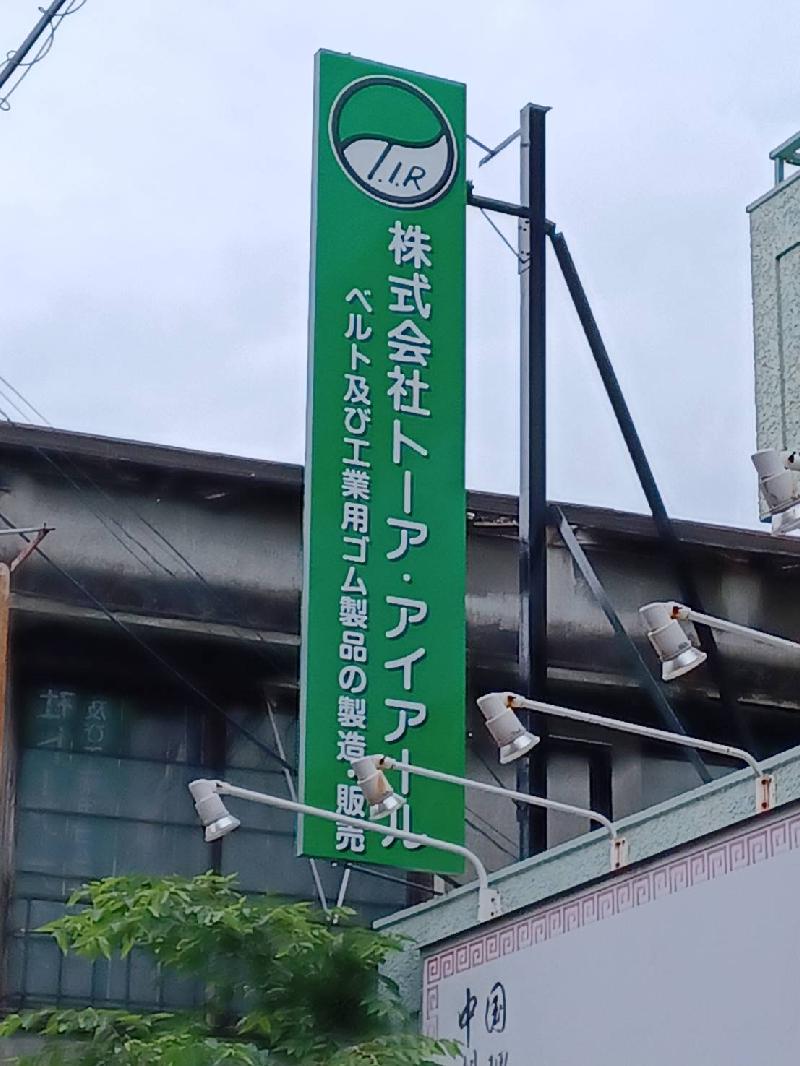 T.I.R
株式会社トーア・アイアール
ベルト及び工業用ゴム製品の製造・販売
中国